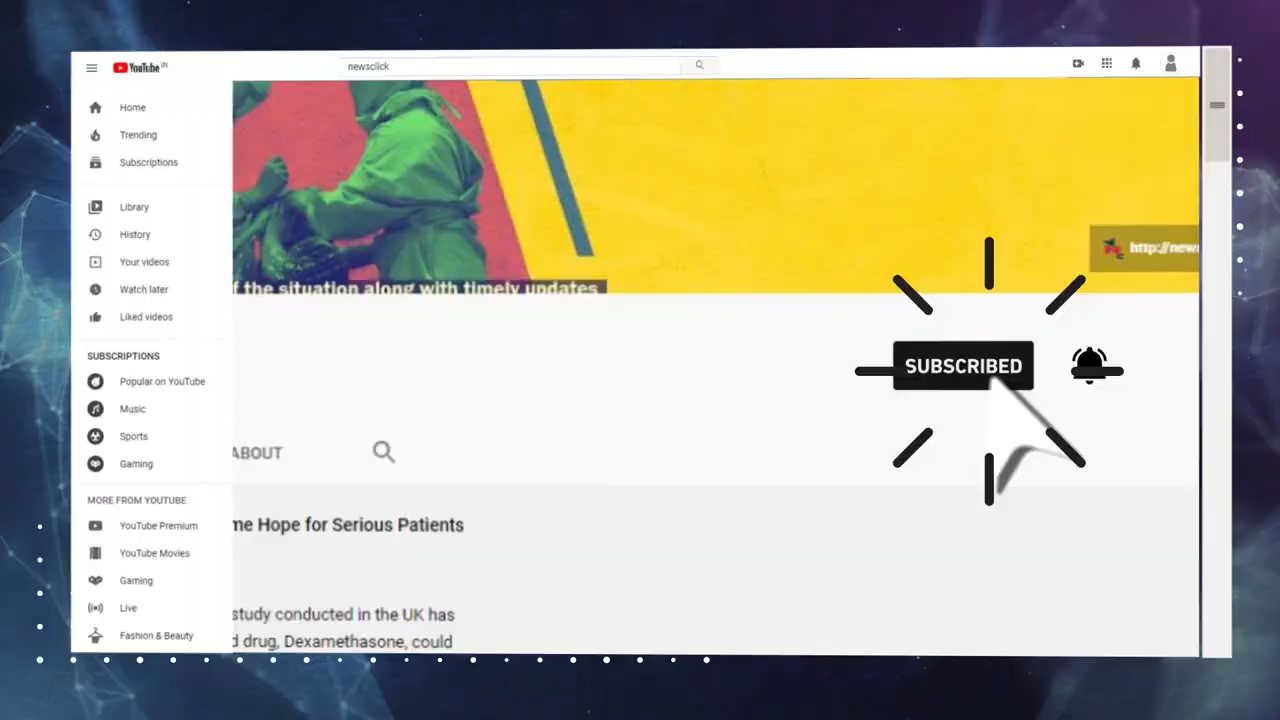 YouTube IN
newsclick
Home
Trending
Subscriptions
Library
History
Your videos
Watch later
Liked videos
SUBSCRIPTIONS
Popular on YouTube
Music
Sports
Gaming
MORE FROM YOUTUBE
YouTube Premium
YouTube Movies
Gaming
Live
Fashion & Beauty
http://new
f the situation along with timely updates
SUBSCRIBED
ABOUT
me Hope for Serious Patients
study conducted in the UK has
d drug, Dexamethasone, could